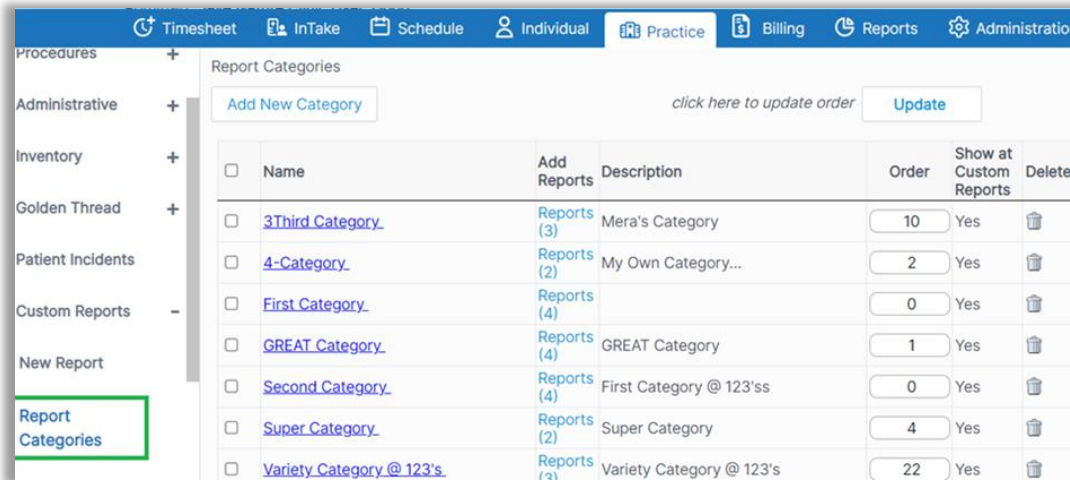 Timesheet InTake Schedule Individual Practice Billing Reports Administratio
Procedures +
Administrative +
Inventory +
Golden Thread +
Patient Incidents
Custom Reports -
New Report
Report
Categories
Report Categories
Add New Category click here to update order Update
Name Add Reports Description Order Show at Custom Reports Delete
3Third Category Reports (3) Mera's Category 10 Yes
4-Category Reports (2) My Own Category... 2 Yes
First Category Reports (4) 0 Yes
GREAT Category Reports (4) GREAT Category 1 Yes
Second Category Reports (4) First Category @ 123'ss 0 Yes
Super Category Reports (2) Super Category 4 Yes
Variety Category @ 123's Reports (3) Variety Category @ 123's 22 Yes